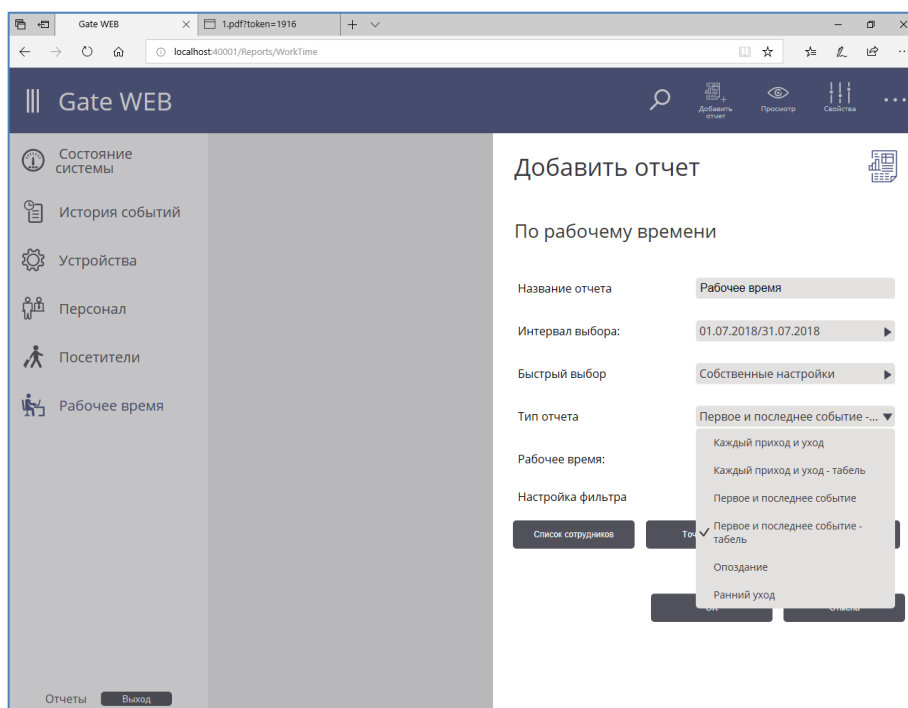 Gate WEB
1.pdf?token=1916
localhost:40001/Reports/WorkTime
Gate WEB
Добавить
отчет
Просмотр
Свойства
Состояние
системы
История событий
Устройства
Персонал
Посетители
Рабочее время
Отчеты
Выход
Добавить отчет
По рабочему времени
Название отчета
Рабочее время
Интервал выбора:
01.07.2018/31.07.2018
Быстрый выбор
Собственные настройки
Тип отчета
Первое и последнее событие -...
Каждый приход и уход
Каждый приход и уход - табель
Первое и последнее событие
Первое и последнее событие -
табель
Опоздание
Ранний уход
Рабочее время:
Настройка фильтра
Список сотрудников